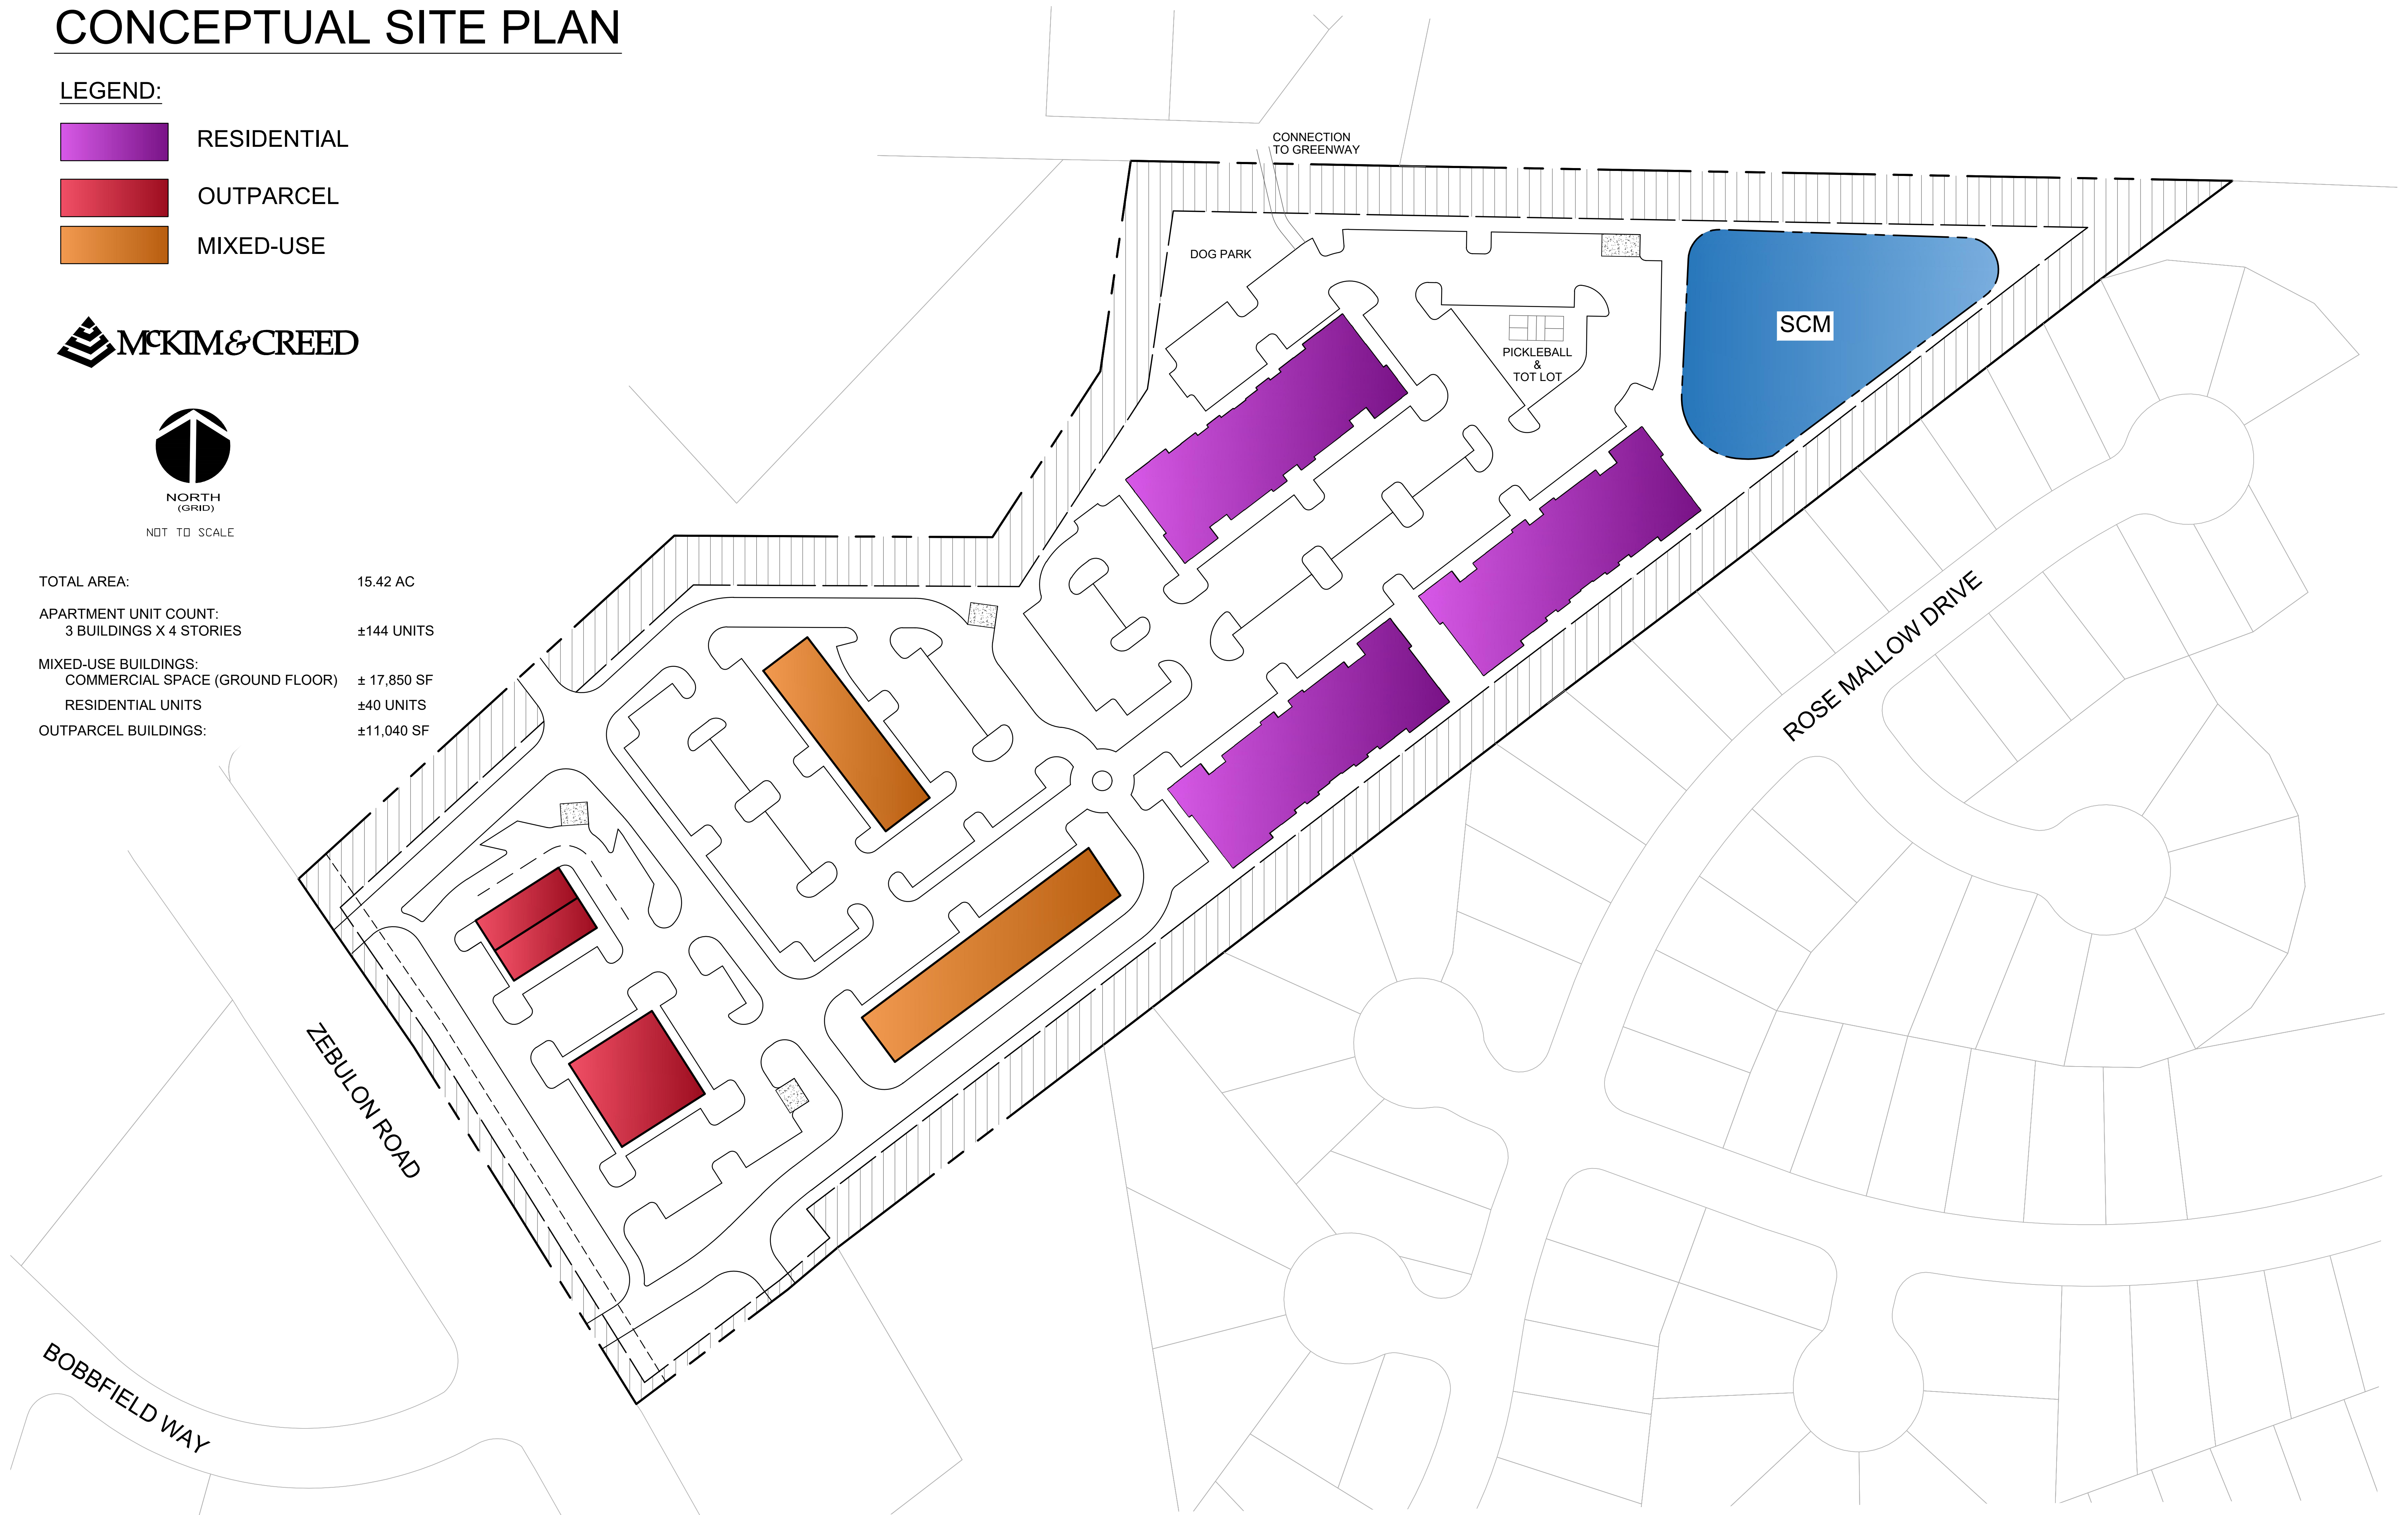 CONCEPTUAL SITE PLAN
LEGEND:
RESIDENTIAL
OUTPARCEL
MIXED-USE
McKIM & CREED
NORTH
(GRID)
NOT TO SCALE
TOTAL AREA: 15.42 AC
APARTMENT UNIT COUNT:
3 BUILDINGS X 4 STORIES ±144 UNITS
MIXED-USE BUILDINGS:
COMMERCIAL SPACE (GROUND FLOOR) ± 17,850 SF
RESIDENTIAL UNITS ±40 UNITS
OUTPARCEL BUILDINGS: ±11,040 SF
CONNECTION
TO GREENWAY
DOG PARK
PICKLEBALL
&
TOT LOT
SCM
ROSE MALLOW DRIVE
ZEBULON ROAD
BOBBFIELD WAY